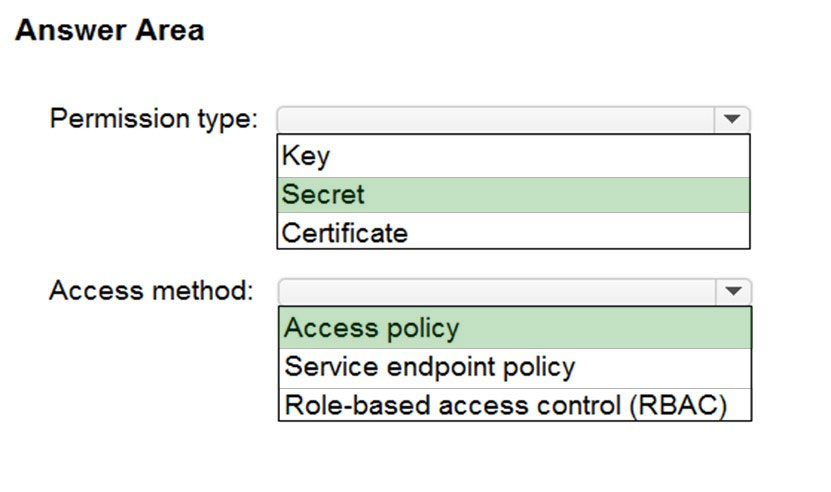 Answer Area
Permission type:
Key
Secret
Certificate
Access method:
Access policy
Service endpoint policy
Role-based access control (RBAC)